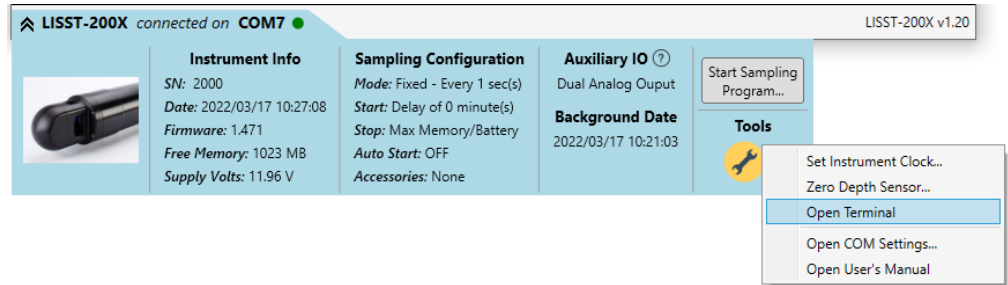 LISST-200X connected on COM7
LISST-200X v1.20
Instrument Info
SN: 2000
Date: 2022/03/17 10:27:08
Firmware: 1.471
Free Memory: 1023 MB
Supply Volts: 11.96 V
Sampling Configuration
Mode: Fixed - Every 1 sec(s)
Start: Delay of 0 minute(s)
Stop: Max Memory/Battery
Auto Start: OFF
Accessories: None
Auxiliary IO ?
Dual Analog Ouput
Background Date
2022/03/17 10:21:03
Start Sampling
Program...
Tools
Set Instrument Clock...
Zero Depth Sensor...
Open Terminal
Open COM Settings...
Open User's Manual